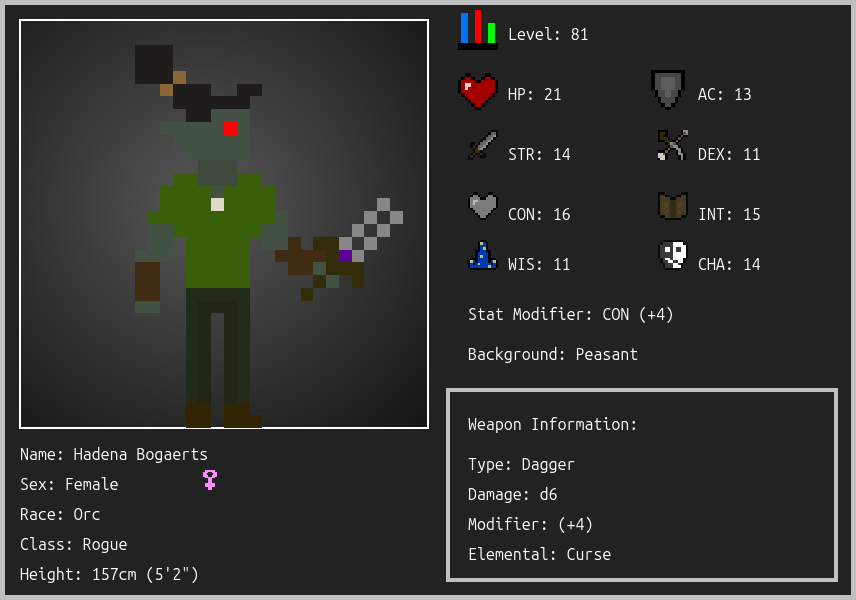 Level: 81
HP: 21
AC: 13
STR: 14
DEX: 11
CON: 16
INT: 15
WIS: 11
CHA: 14
Stat Modifier: CON (+4)
Background: Peasant
Weapon Information:
Type: Dagger
Damage: d6
Modifier: (+4)
Elemental: Curse
Name: Hadena Bogaerts
Sex: Female
Race: Orc
Class: Rogue
Height: 157cm (5'2")